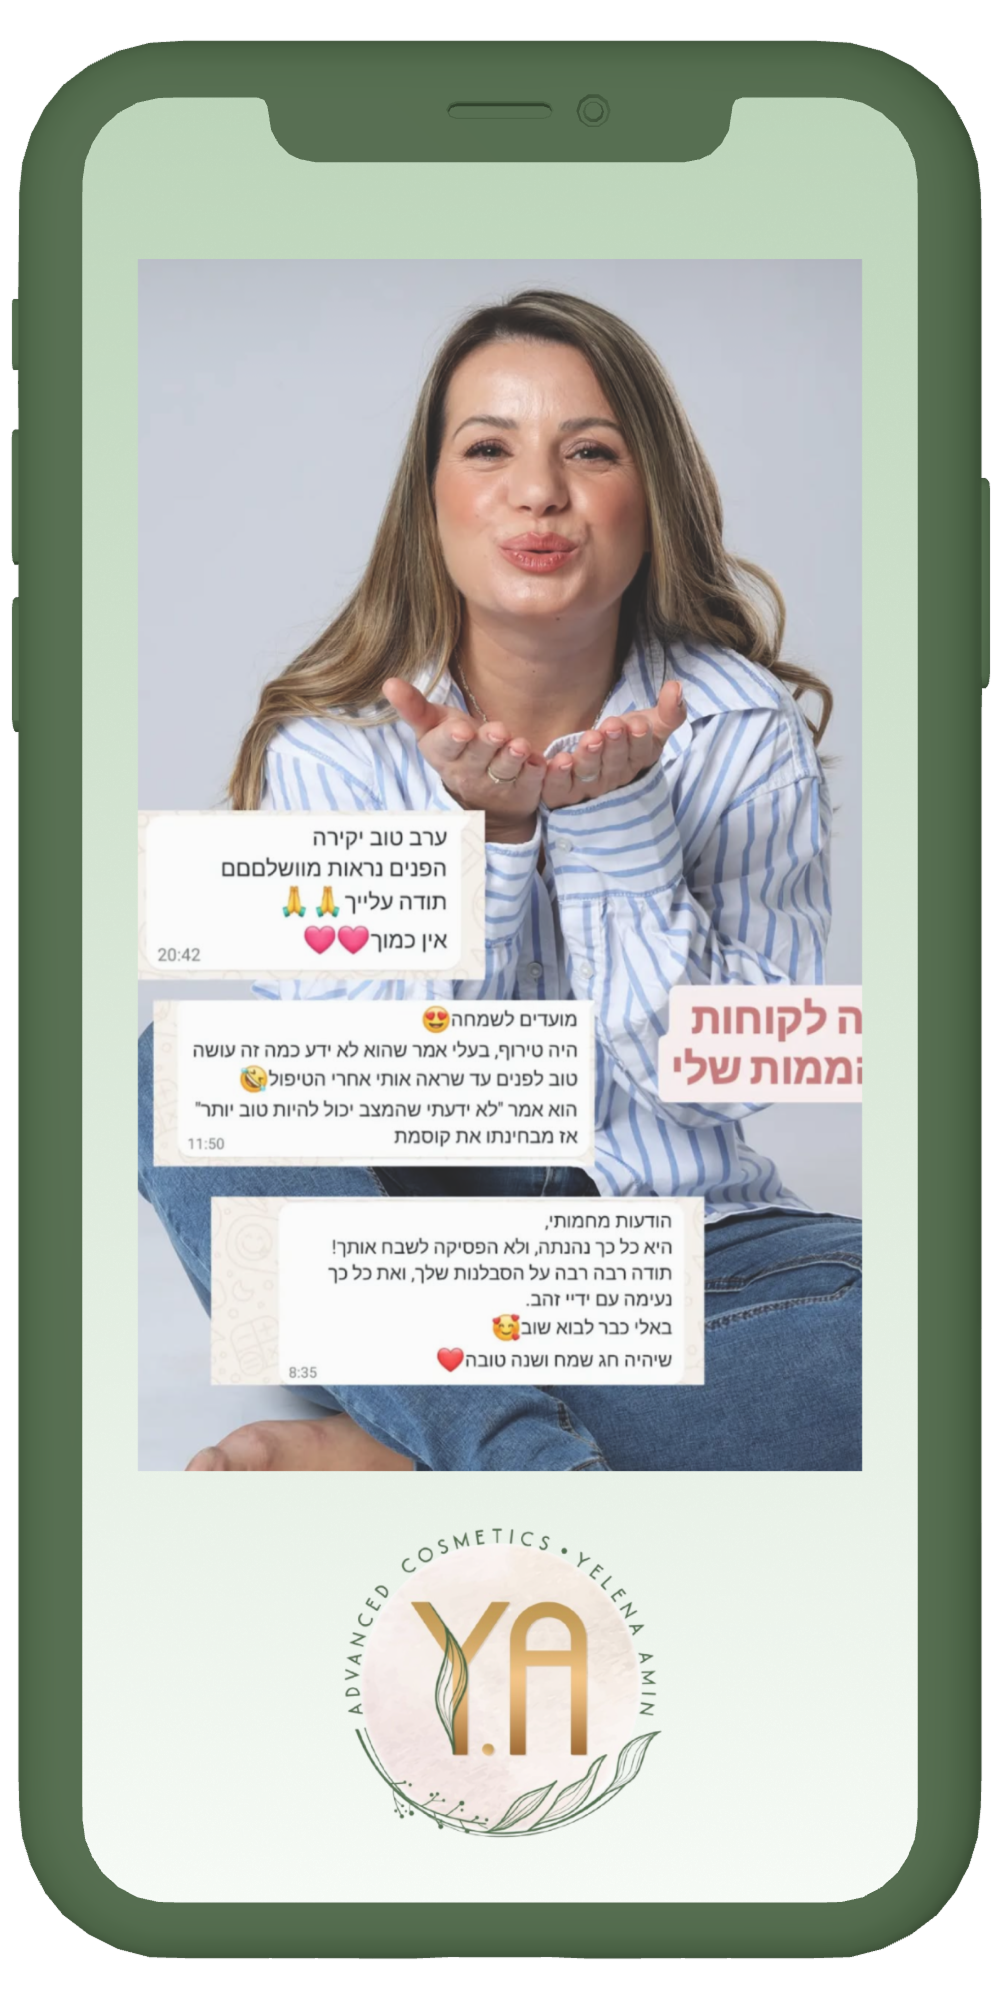 ערב טוב יקירה
הפנים נראות מוושלםםם
תודה עלייך🙏🙏
אין כמוך💗💗
20:42
ה לקוחות
ממות שלי
מועדים לשמחה😍
היה טירוף, בעלי אמר שהוא לא ידע כמה זה עושה
טוב לפנים עד שראה אותי אחרי הטיפול🤣
הוא אמר "לא ידעתי שהמצב יכול להיות טוב יותר"
אז מבחינתו את קוסמת
11:50
הודעות מחמותי,
היא כל כך נהנתה, ולא הפסיקה לשבח אותך!
תודה רבה רבה על הסבלנות שלך, ואת כל כך
נעימה עם ידיי זהב.
באלי כבר לבוא שוב🥰
שיהיה חג שמח ושנה טובה❤️
8:35
ADVANCED COSMETICS • YELENA AMIN
Y.A